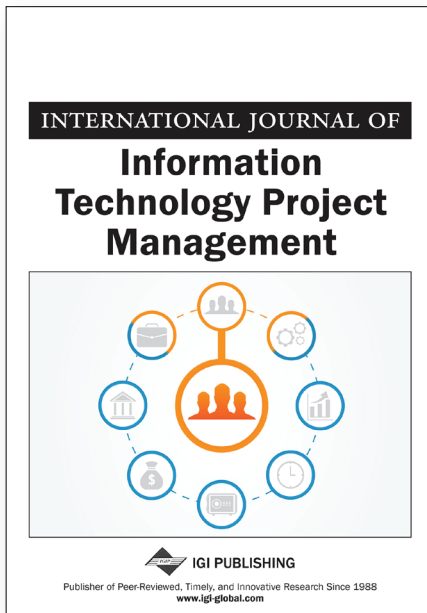 INTERNATIONAL JOURNAL OF
Information
Technology Project
Management
$
IGI PUBLISHING
Publisher of Peer-Reviewed, Timely, and Innovative Research Since 1988
www.igi-global.com